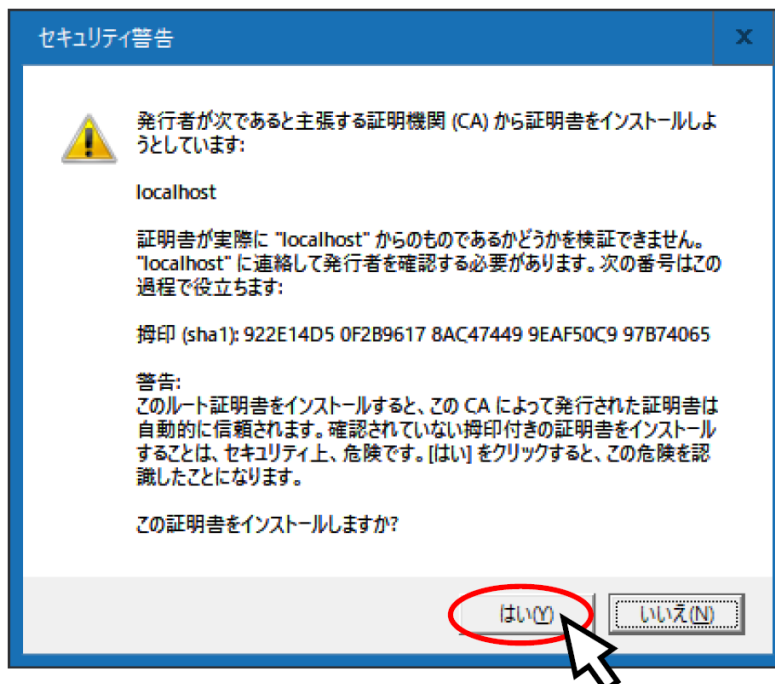 セキュリティ警告
発行者が次であると主張する証明機関 (CA) から証明書をインストールしよ
うとしています:
localhost
証明書が実際に "localhost" からのものであるかどうかを検証できません。
"localhost" に連絡して発行者を確認する必要があります。次の番号はこの
過程で役立ちます:
拇印 (sha1): 922E14D5 0F2B9617 8AC47449 9EAF50C9 97B74065
警告:
このルート証明書をインストールすると、この CA によって発行された証明書は
自動的に信頼されます。確認されていない拇印付きの証明書をインストール
することは、セキュリティ上、危険です。[はい] をクリックすると、この危険を認
識したことになります。
この証明書をインストールしますか?
はい(Y) いいえ(N)